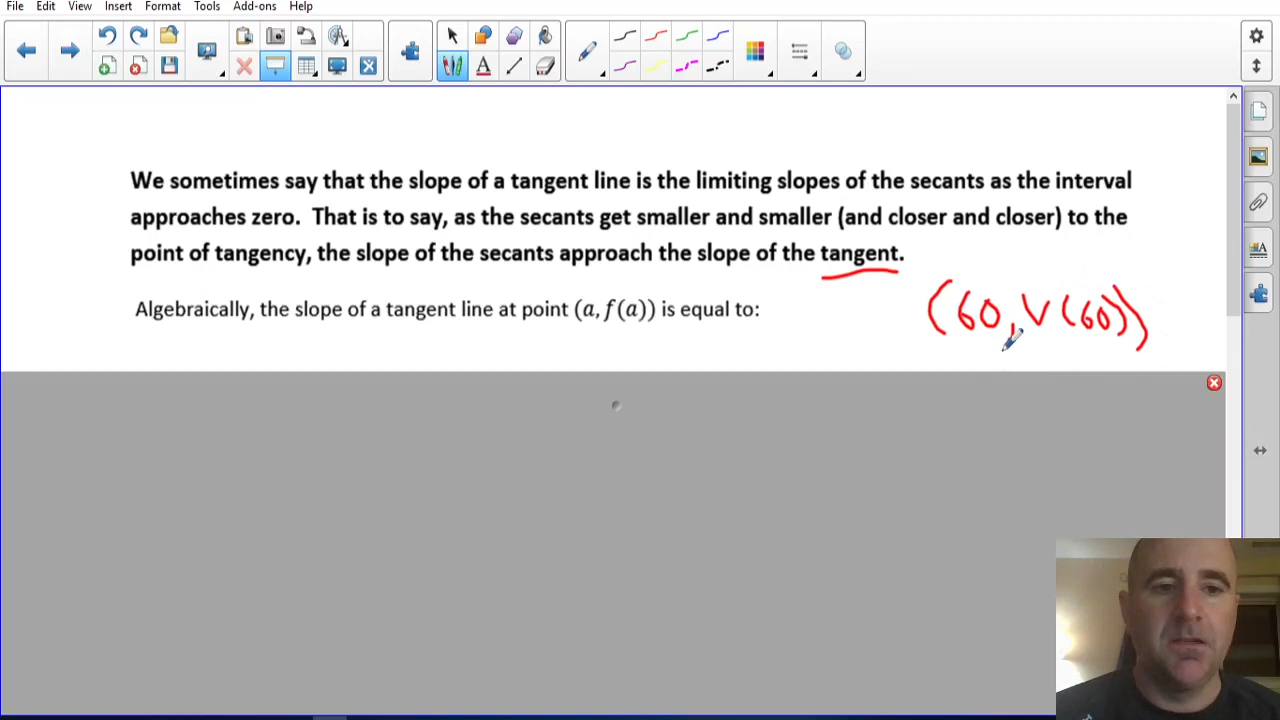 File Edit View Insert Format Tools Add-ons Help
We sometimes say that the slope of a tangent line is the limiting slopes of the secants as the interval
approaches zero. That is to say, as the secants get smaller and smaller (and closer and closer) to the
point of tangency, the slope of the secants approach the slope of the tangent.
Algebraically, the slope of a tangent line at point (a, f(a)) is equal to:
(60, V(60))